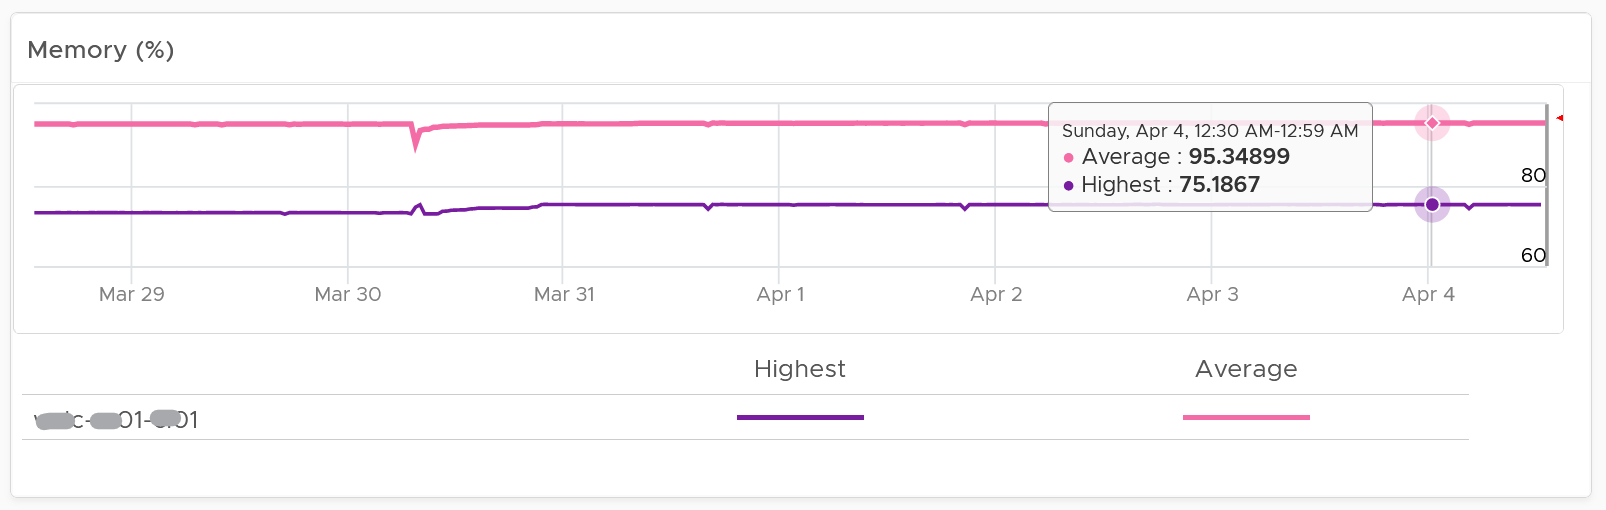 Memory (%)
Sunday, Apr 4, 12:30 AM-12:59 AM
Average : 95.34899
Highest : 75.1867
80
60
Mar 29 Mar 30 Mar 31 Apr 1 Apr 2 Apr 3 Apr 4
Highest Average